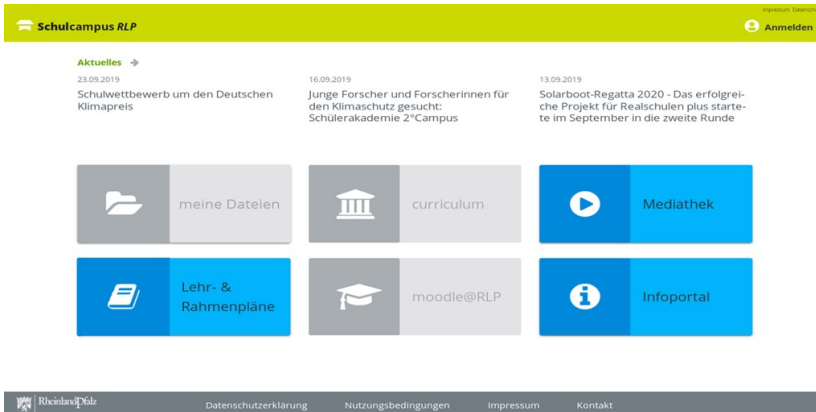 Impressum Datenschu
Schulcampus RLP
Anmelden
Aktuelles
23.09.2019
Schulwettbewerb um den Deutschen
Klimapreis
16.09.2019
Junge Forscher und Forscherinnen für
den Klimaschutz gesucht:
Schülerakademie 2°Campus
13.09.2019
Solarboot-Regatta 2020 - Das erfolgrei-
che Projekt für Realschulen plus starte-
te im September in die zweite Runde
meine Dateien
curriculum
Mediathek
Lehr- &
Rahmenpläne
moodle@RLP
Infoportal
RheinlandPfalz
Datenschutzerklärung Nutzungsbedingungen Impressum Kontakt